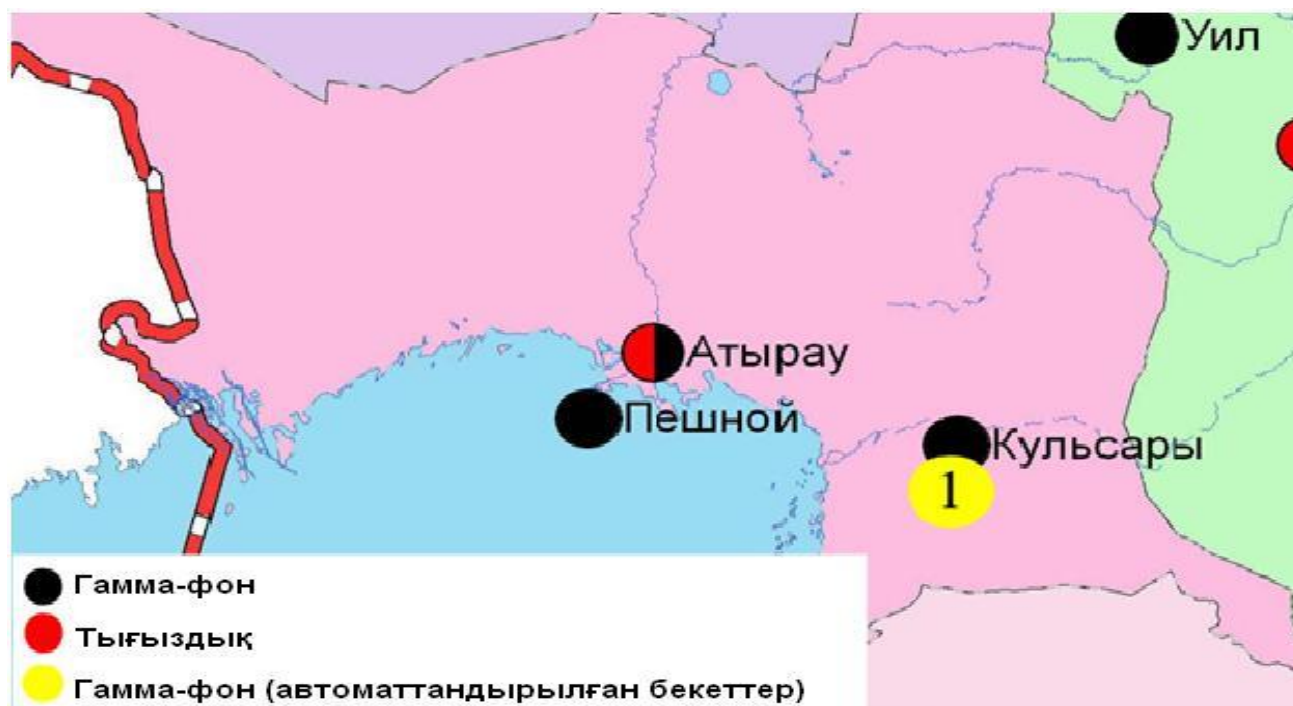 Уил
Атырау
Пешной
Кульсары
1
Гамма-фон
Тығыздық
Гамма-фон (автоматтандырылған бекеттер)